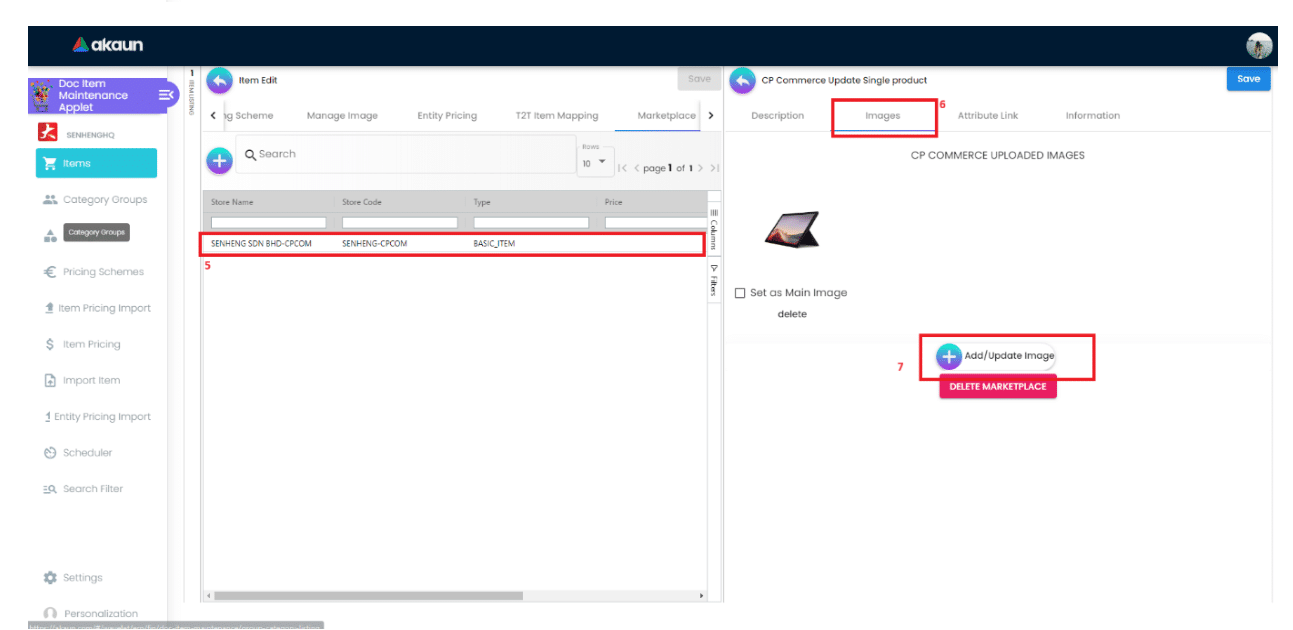 akaun
Doc Item
Maintenance
Applet
SENHENGHQ
Items
Category Groups
Category Groups
Pricing Schemes
Item Pricing Import
Item Pricing
Import Item
Entity Pricing Import
Scheduler
Search Filter
Settings
Personalization
1
ITEM LISTING
Item Edit
Save
ng Scheme
Manage Image
Entity Pricing
T2T Item Mapping
Marketplace
Search
Rows
10
page 1 of 1
Store Name
Store Code
Type
Price
SENHENG SDN BHD-CPCOM
SENHENG-CPCOM
BASIC_ITEM
5
Columns
Filters
CP Commerce Update Single product
Save
Description
Images
6
Attribute Link
Information
CP COMMERCE UPLOADED IMAGES
Set as Main Image
delete
7
Add/Update Image
DELETE MARKETPLACE